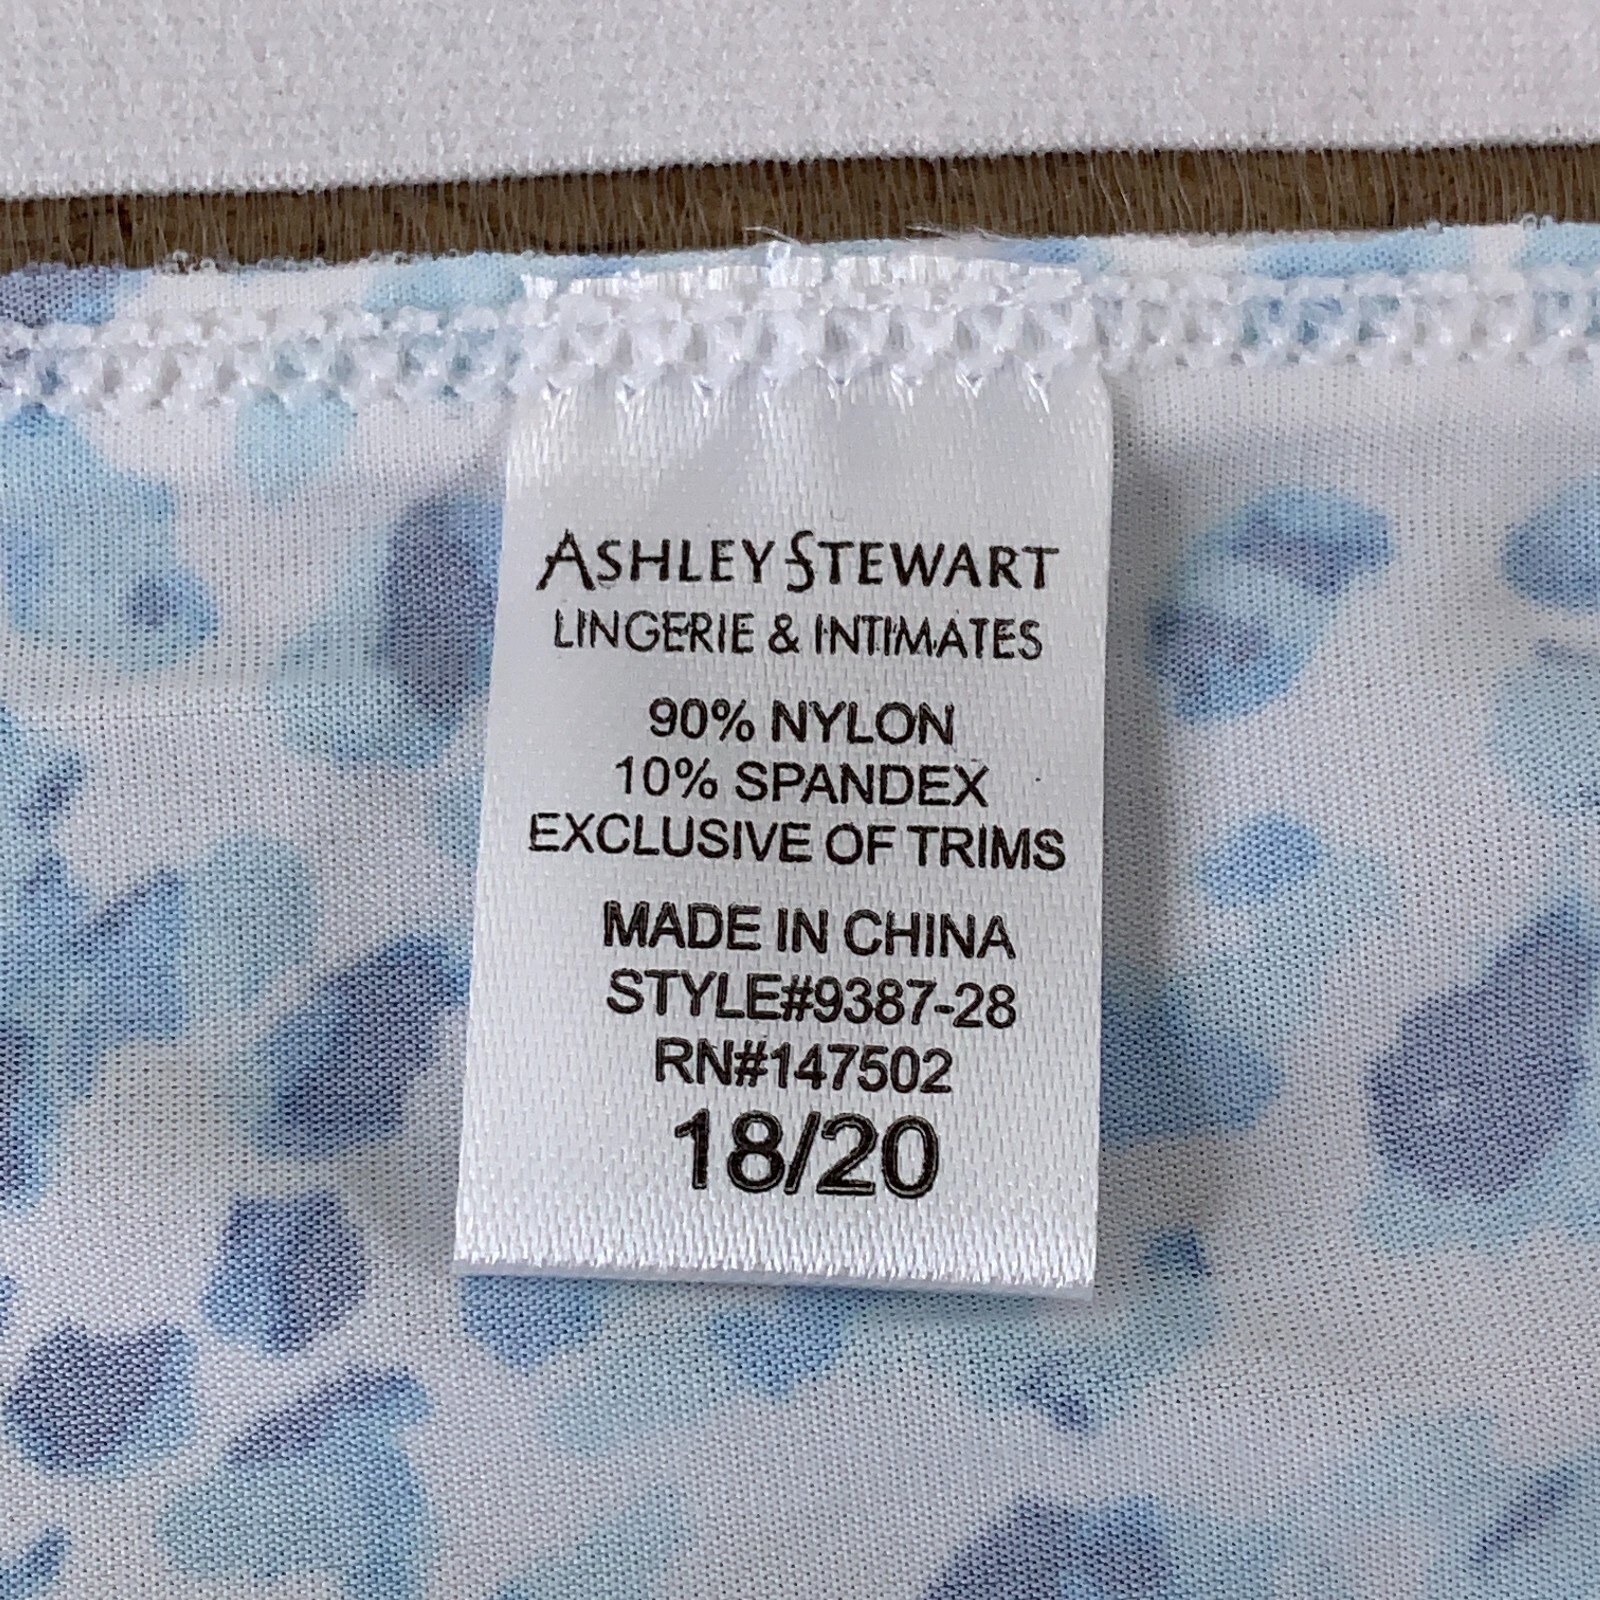 ASHLEY STEWART
LINGERIE & INTIMATES
90% NYLON
10% SPANDEX
EXCLUSIVE OF TRIMS
MADE IN CHINA
STYLE#9387-28
RN#147502
18/20